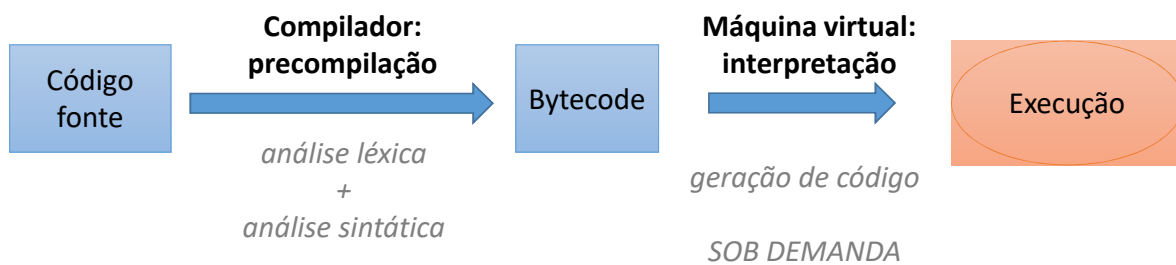 Código
fonte
Compilador:
precompilação
análise léxica
+
análise sintática
Bytecode
Máquina virtual:
interpretação
geração de código
SOB DEMANDA
Execução